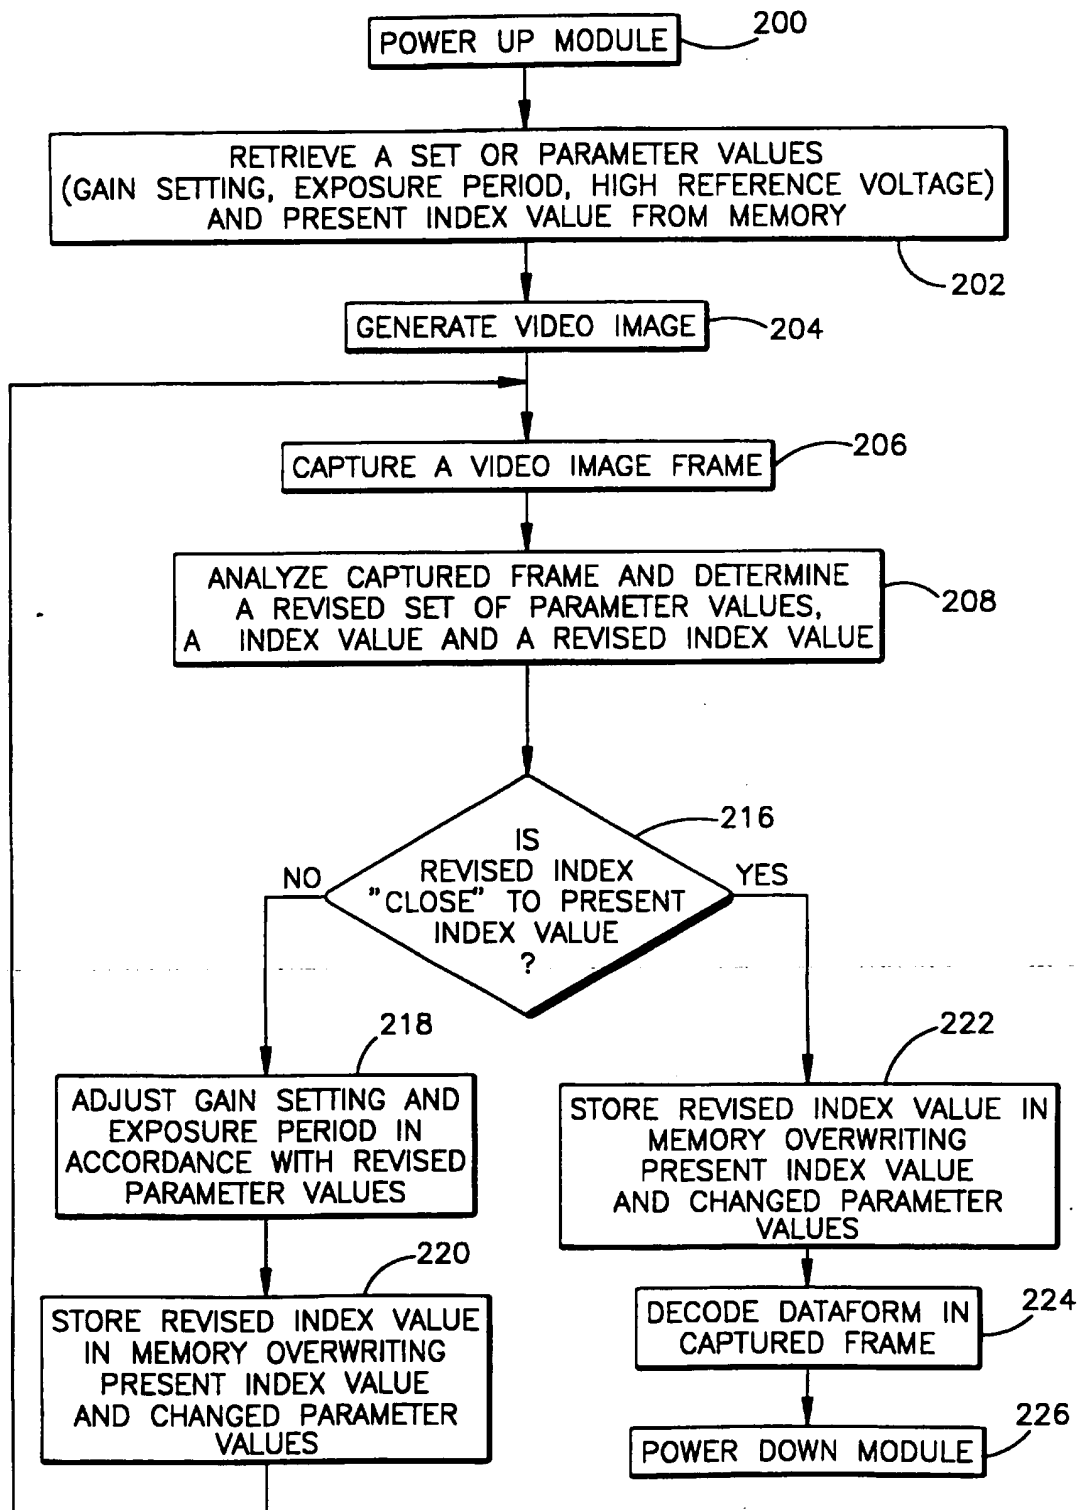 POWER UP MODULE
200
RETRIEVE A SET OR PARAMETER VALUES
(GAIN SETTING, EXPOSURE PERIOD, HIGH REFERENCE VOLTAGE)
AND PRESENT INDEX VALUE FROM MEMORY
202
GENERATE VIDEO IMAGE
204
CAPTURE A VIDEO IMAGE FRAME
206
ANALYZE CAPTURED FRAME AND DETERMINE
A REVISED SET OF PARAMETER VALUES,
A INDEX VALUE AND A REVISED INDEX VALUE
208
IS
REVISED INDEX
"CLOSE" TO PRESENT
INDEX VALUE
?
216
NO
YES
218
ADJUST GAIN SETTING AND
EXPOSURE PERIOD IN
ACCORDANCE WITH REVISED
PARAMETER VALUES
220
STORE REVISED INDEX VALUE
IN MEMORY OVERWRITING
PRESENT INDEX VALUE
AND CHANGED PARAMETER
VALUES
222
STORE REVISED INDEX VALUE IN
MEMORY OVERWRITING
PRESENT INDEX VALUE
AND CHANGED PARAMETER
VALUES
DECODE DATAFORM IN
CAPTURED FRAME
224
POWER DOWN MODULE
226